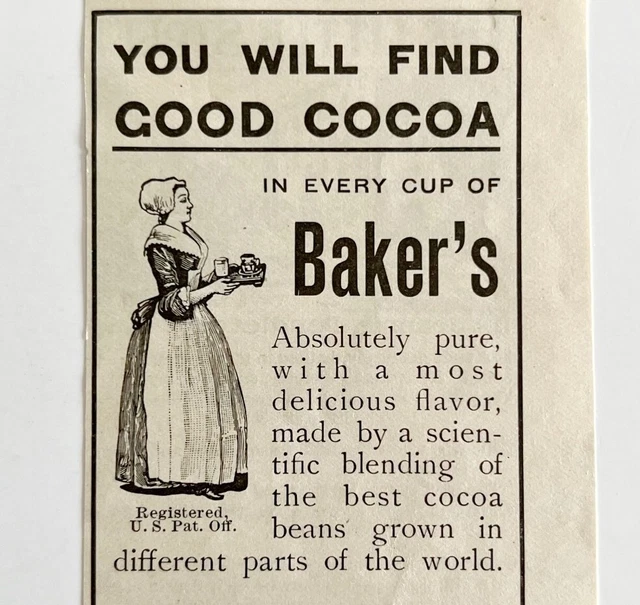 YOU WILL FIND
GOOD COCOA
IN EVERY CUP OF
Baker's
Absolutely pure,
with a most
delicious flavor,
made by a scien-
tific blending of
the best cocoa
beans grown in
different parts of the world.
Registered,
U. S. Pat. Off.